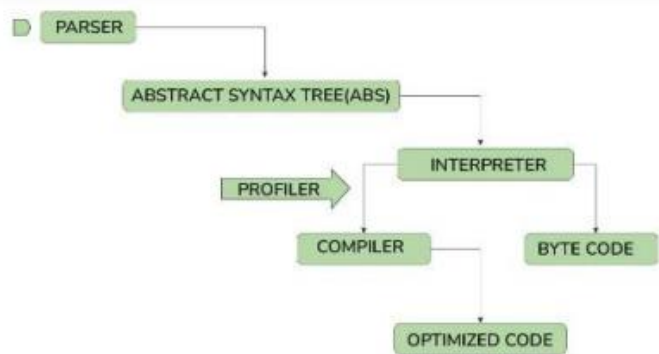 PARSER
ABSTRACT SYNTAX TREE(ABS)
INTERPRETER
PROFILER
COMPILER
BYTE CODE
OPTIMIZED CODE